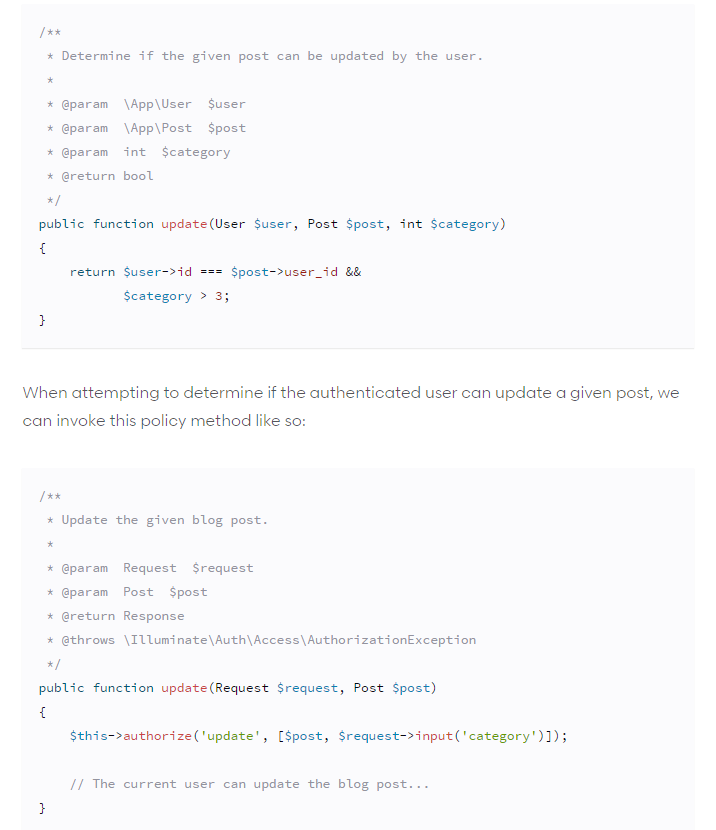 /**
 * Determine if the given post can be updated by the user.
 *
 * @param  \App\User  $user
 * @param  \App\Post  $post
 * @param  int  $category
 * @return bool
 */
public function update(User $user, Post $post, int $category)
{
    return $user->id === $post->user_id &&
           $category > 3;
}
When attempting to determine if the authenticated user can update a given post, we
can invoke this policy method like so:
/**
 * Update the given blog post.
 *
 * @param  Request  $request
 * @param  Post  $post
 * @return Response
 * @throws \Illuminate\Auth\Access\AuthorizationException
 */
public function update(Request $request, Post $post)
{
    $this->authorize('update', [$post, $request->input('category')]);
    // The current user can update the blog post...
}